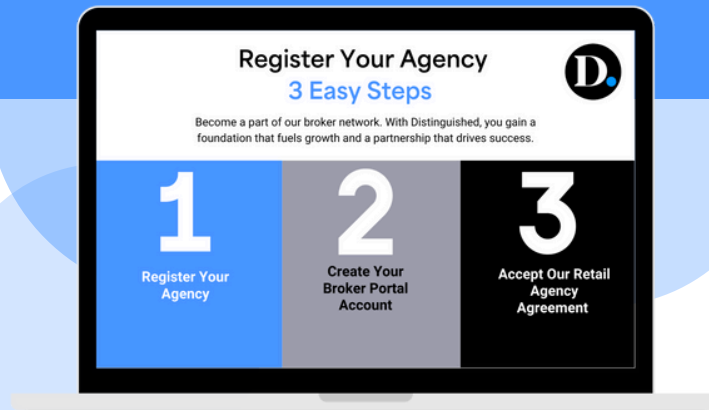 Register Your Agency
3 Easy Steps
D.
Become a part of our broker network. With Distinguished, you gain a
foundation that fuels growth and a partnership that drives success.
1
Register Your
Agency
2
Create Your
Broker Portal
Account
3
Accept Our Retail
Agency
Agreement